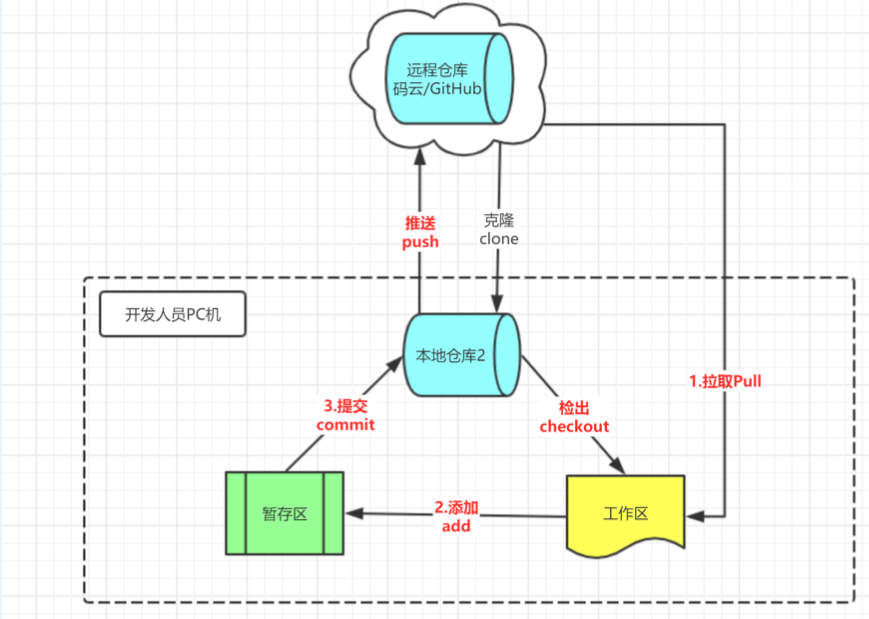 远程仓库
码云/GitHub
推送
push
克隆
clone
开发人员PC机
本地仓库2
1.拉取Pull
3.提交
commit
检出
checkout
暂存区
2.添加
add
工作区